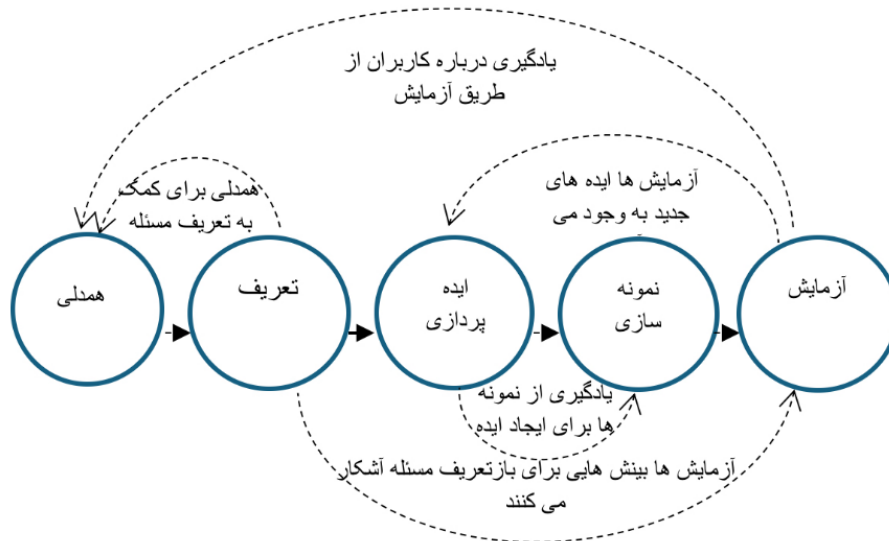 یادگیری درباره کاربران از
طریق آزمایش
همدلی برای کمک
به تعریف مسئله
آزمایش ها ایده های
جدید به وجود می
همدلی
تعریف
ایده
پردازی
نمونه
سازی
آزمایش
یادگیری از نمونه
ها برای ایجاد ایده
آزمایش ها بینش هایی برای بازتعریف مسئله آشکار
می کنند